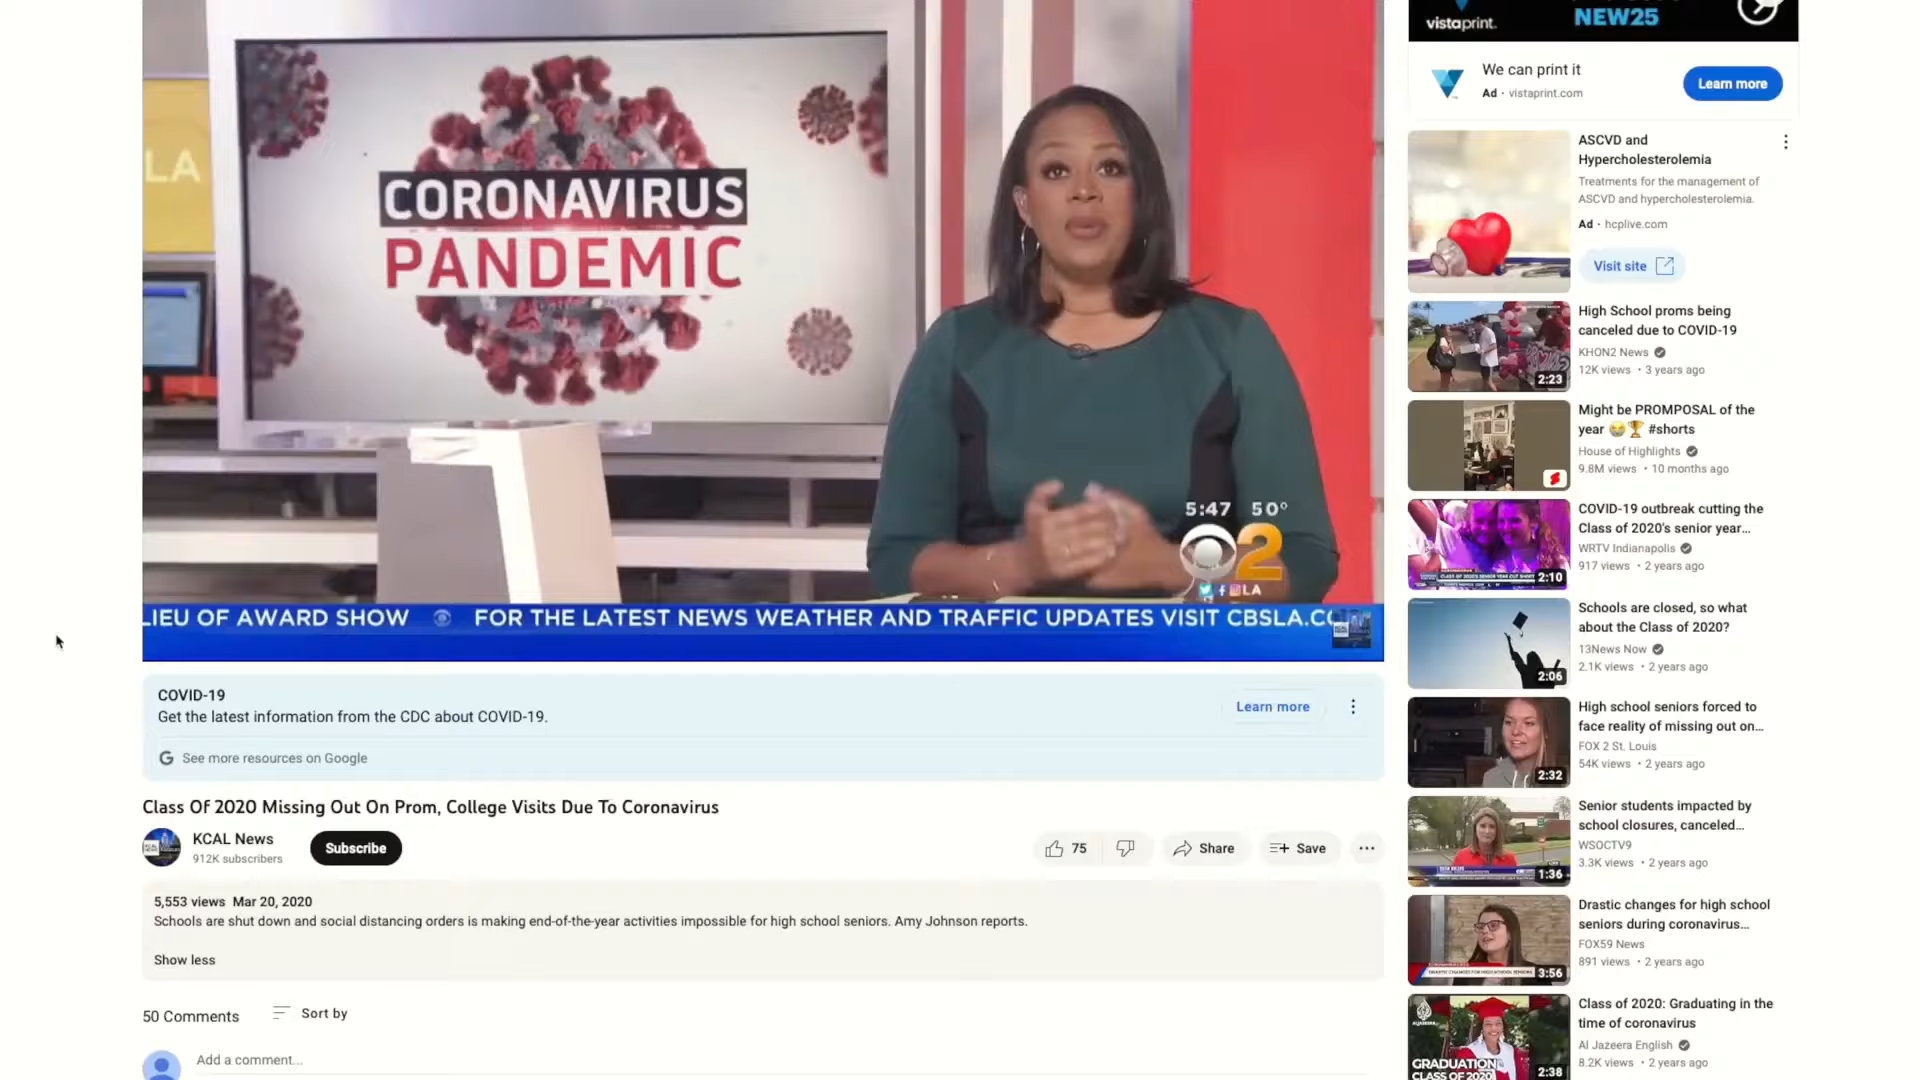 LA
CORONAVIRUS
PANDEMIC
5:47 50°
2
LA
LIEU OF AWARD SHOW FOR THE LATEST NEWS WEATHER AND TRAFFIC UPDATES VISIT CBSLA.CO
COVID-19
Get the latest information from the CDC about COVID-19.
Learn more
See more resources on Google
Class Of 2020 Missing Out On Prom, College Visits Due To Coronavirus
KCAL News
912K subscribers
Subscribe
75
Share
Save
5,553 views Mar 20, 2020
Schools are shut down and social distancing orders is making end-of-the-year activities impossible for high school seniors. Amy Johnson reports.
Show less
50 Comments
Sort by
Add a comment...
vistaprint.
NEW25
We can print it
Ad · vistaprint.com
Learn more
ASCVD and
Hypercholesterolemia
Treatments for the management of
ASCVD and hypercholesterolemia.
Ad · hcplive.com
Visit site
2:23
High School proms being
canceled due to COVID-19
KHON2 News
12K views • 3 years ago
Might be PROMPOSAL of the
year 😂🏆 #shorts
House of Highlights
9.8M views • 10 months ago
2:10
COVID-19 outbreak cutting the
Class of 2020's senior year...
WRTV Indianapolis
917 views • 2 years ago
2:06
Schools are closed, so what
about the Class of 2020?
13News Now
2.1K views • 2 years ago
2:32
High school seniors forced to
face reality of missing out on...
FOX 2 St. Louis
54K views • 2 years ago
1:36
Senior students impacted by
school closures, canceled...
WSOCTV9
3.3K views • 2 years ago
3:56
Drastic changes for high school
seniors during coronavirus...
FOX59 News
891 views • 2 years ago
ALJAZEERA
GRADUATION
CLASS OF 2020
2:38
Class of 2020: Graduating in the
time of coronavirus
Al Jazeera English
8.2K views • 2 years ago